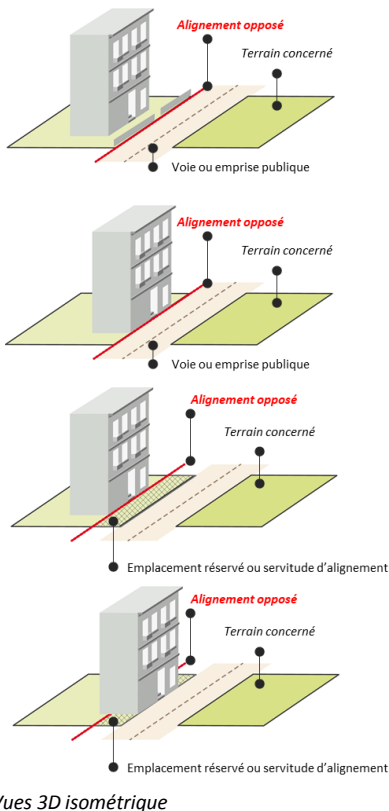 Alignement opposé
Terrain concerné
Voie ou emprise publique
Alignement opposé
Terrain concerné
Voie ou emprise publique
Alignement opposé
Terrain concerné
Emplacement réservé ou servitude d'alignement
Alignement opposé
Terrain concerné
Emplacement réservé ou servitude d'alignement
Vues 3D isométrique